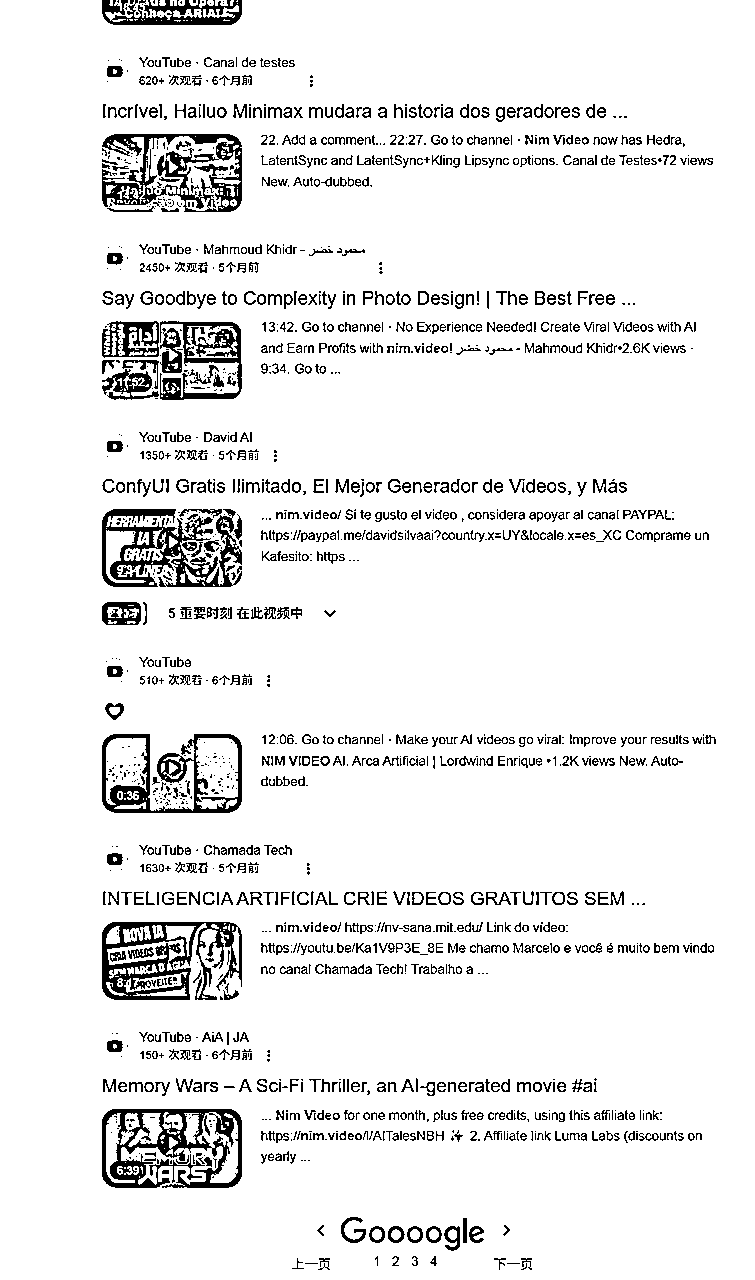 Conheça ARIA!
YouTube · Canal de testes
620+ 次观看 · 6个月前
Incrível, Hailuo Minimax mudara a historia dos geradores de ...
22. Add a comment... 22:27. Go to channel · Nim Video now has Hedra,
LatentSync and LatentSync+Kling Lipsync options. Canal de Testes•72 views
New. Auto-dubbed.
Hailuo Minimax: 
YouTube · Mahmoud Khidr - محمود خضر
2450+ 次观看 · 5个月前
Say Goodbye to Complexity in Photo Design! | The Best Free ...
13:42. Go to channel · No Experience Needed! Create Viral Videos with AI
and Earn Profits with nim.video! محمود خضر - Mahmoud Khidr•2.6K views ·
9:34. Go to ...
11:52
YouTube · David AI
1350+ 次观看 · 5个月前
ConfyUI Gratis Ilimitado, El Mejor Generador de Videos, y Más
... nim.video/ Si te gusto el video , considera apoyar al canal PAYPAL:
https://paypal.me/davidsilvaai?country.x=UY&locale.x=es_XC Comprame un
Kafesito: https ...
HERRAMIENTA
IA
GRATIS
5 重要时刻 在此视频中
YouTube
510+ 次观看 · 6个月前
12:06. Go to channel · Make your AI videos go viral: Improve your results with
NIM VIDEO AI. Arca Artificial | Lordwind Enrique •1.2K views New. Auto-
dubbed.
0:36
YouTube · Chamada Tech
1630+ 次观看 · 5个月前
INTELIGENCIA ARTIFICIAL CRIE VIDEOS GRATUITOS SEM ...
... nim.video/ https://nv-sana.mit.edu/ Link do vídeo:
https://youtu.be/Ka1V9P3E_8E Me chamo Marcelo e você é muito bem vindo
no canal Chamada Tech! Trabalho a ...
NOVA IA
CRIA VIDEOS GRATIS
SEM MARCA D'ÁGUA
APROVEITE!
YouTube · AiA | JA
150+ 次观看 · 6个月前
Memory Wars – A Sci-Fi Thriller, an AI-generated movie #ai
... Nim Video for one month, plus free credits, using this affiliate link:
https://nim.video/l/AITalesNBH ✨ 2. Affiliate link Luma Labs (discounts on
yearly ...
MEMORY
WARS
6:39
Goooogle
上一页 1 2 3 4 下一页